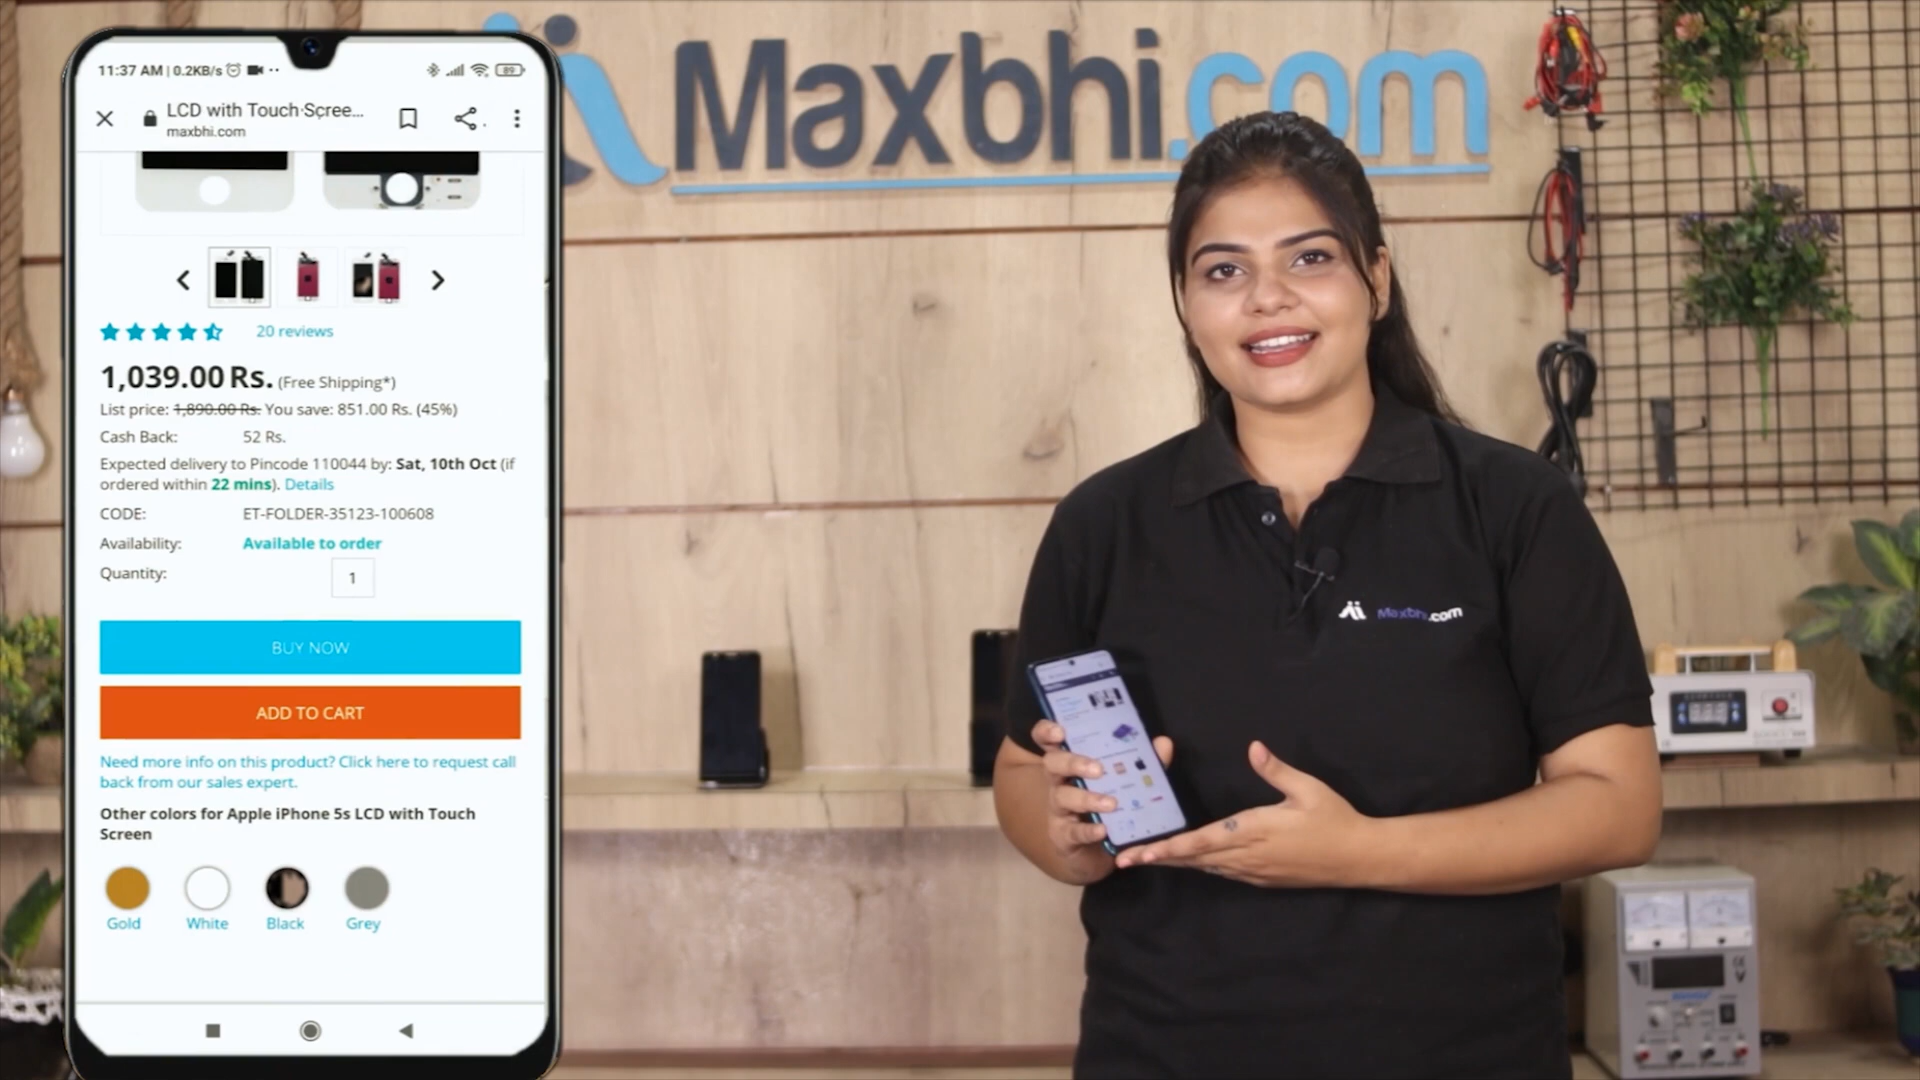 11:37 AM | 0.2KB/s
89
LCD with Touch Scree...
maxbhi.com
20 reviews
1,039.00 Rs. (Free Shipping*)
List price: 1,890.00 Rs. You save: 851.00 Rs. (45%)
Cash Back: 52 Rs.
Expected delivery to Pincode 110044 by: Sat, 10th Oct (if
ordered within 22 mins). Details
CODE: ET-FOLDER-35123-100608
Availability: Available to order
Quantity: 1
BUY NOW
ADD TO CART
Need more info on this product? Click here to request call
back from our sales expert.
Other colors for Apple iPhone 5s LCD with Touch
Screen
Gold White Black Grey
Maxbhi.com
Maxbhi.com